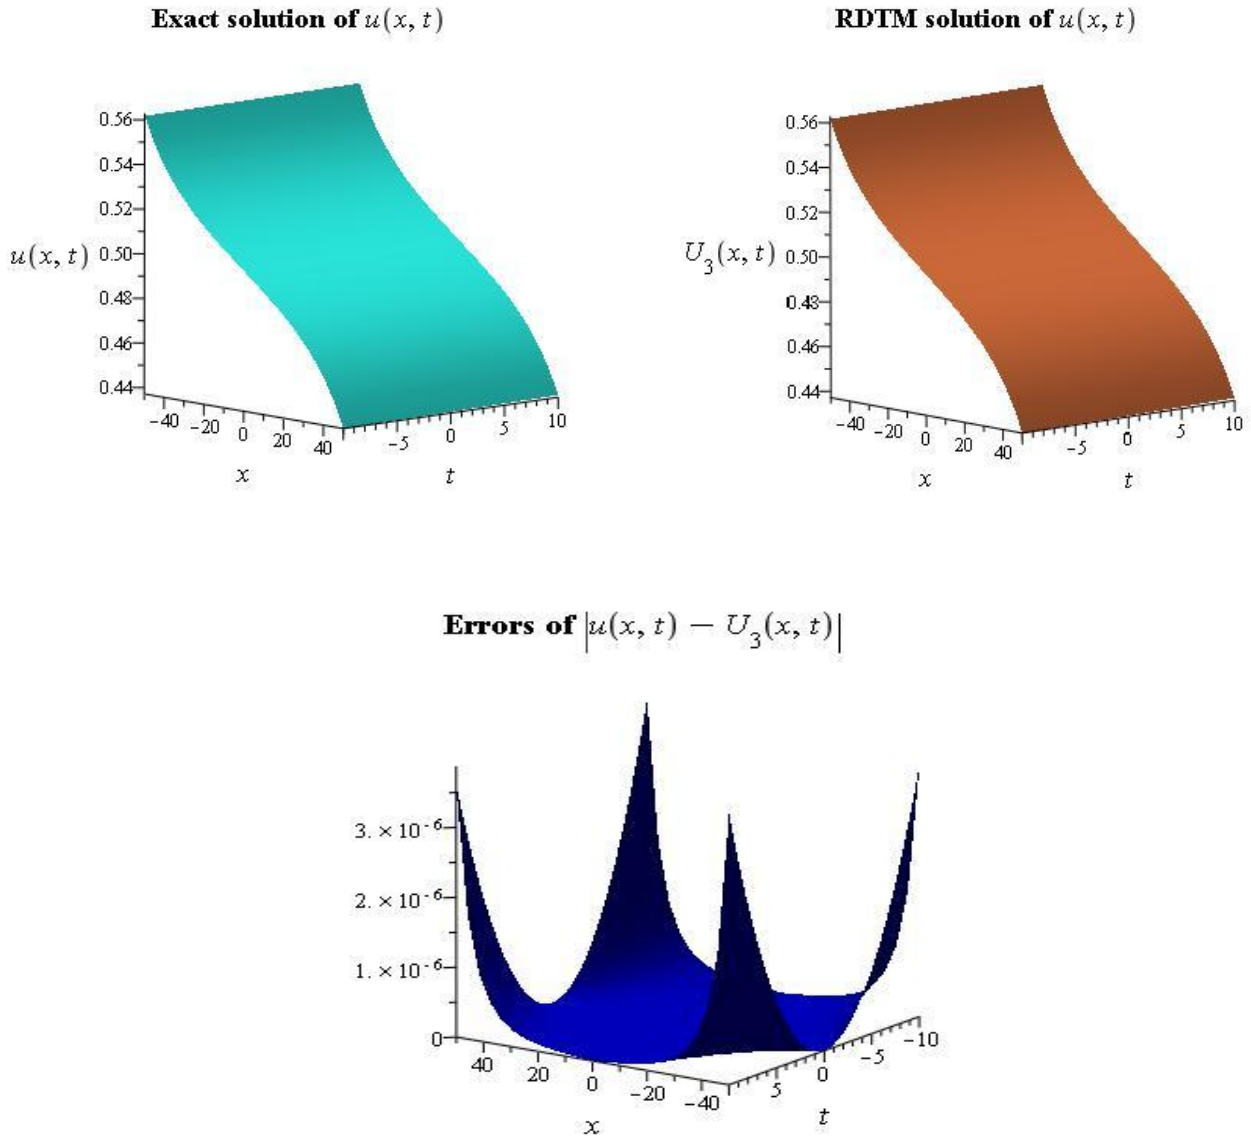 Exact solution of u(x, t)
0.56
0.54
0.52
u(x, t) 0.50
0.48
0.46
0.44
−40 −20 0 20 40
−5 0 5 10
x t
RDTM solution of u(x, t)
0.56
0.54
0.52
U₃(x, t) 0.50
0.48
0.46
0.44
−40 −20 0 20 40
−5 0 5 10
x t
Errors of |u(x, t) − U₃(x, t)|
3. × 10⁻⁶
2. × 10⁻⁶
1. × 10⁻⁶
0
40 20 0 −20 −40
5 0 −5 −10
x t